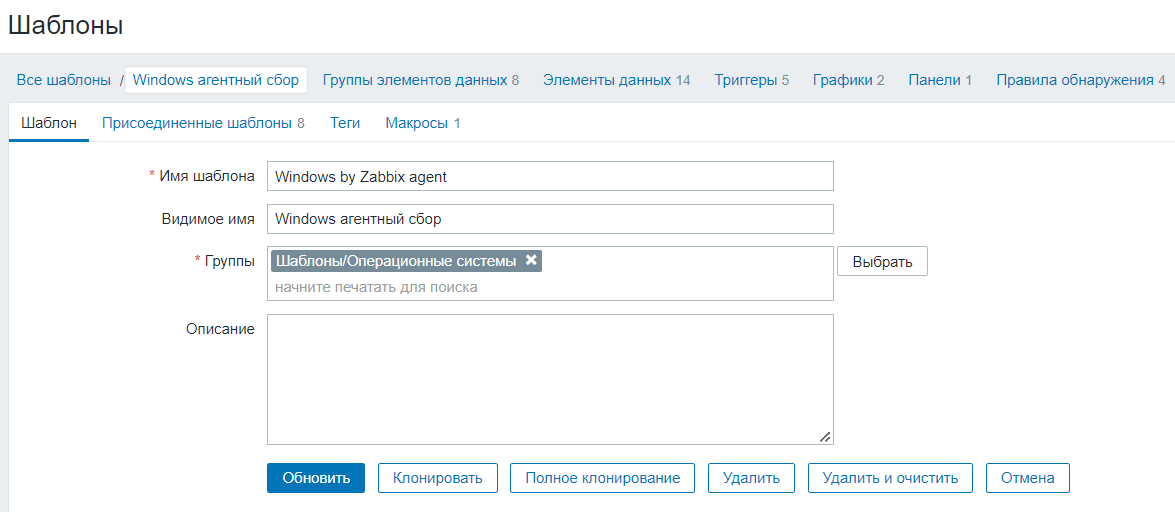 Шаблоны
Все шаблоны / Windows агентный сбор Группы элементов данных 8 Элементы данных 14 Триггеры 5 Графики 2 Панели 1 Правила обнаружения 4
Шаблон Присоединенные шаблоны 8 Теги Макросы 1
* Имя шаблона Windows by Zabbix agent
Видимое имя Windows агентный сбор
* Группы Шаблоны/Операционные системы Выбрать
начните печатать для поиска
Описание
Обновить Клонировать Полное клонирование Удалить Удалить и очистить Отмена